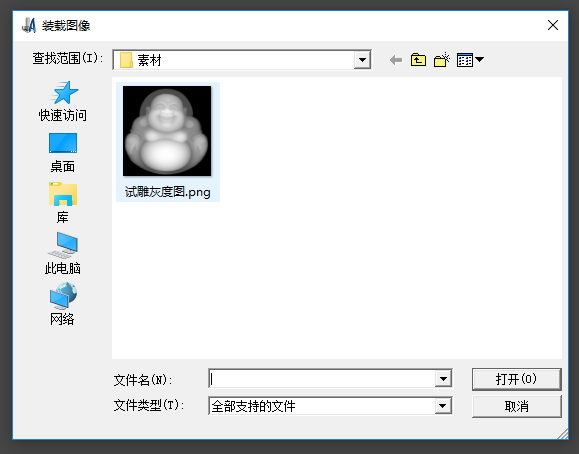 装载图像
查找范围(I):
素材
快速访问
桌面
库
此电脑
网络
试雕灰度图.png
文件名(N):
打开(O)
文件类型(T):
全部支持的文件
取消